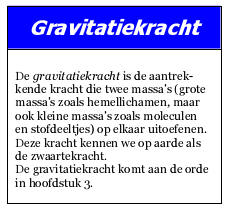 Gravitatiekracht
De gravitatiekracht is de aantrek-
kende kracht die twee massa's (grote
massa's zoals hemellichamen, maar
ook kleine massa's zoals moleculen
en stofdeeltjes) op elkaar uitoefenen.
Deze kracht kennen we op aarde als
de zwaartekracht.
De gravitatiekracht komt aan de orde
in hoofdstuk 3.